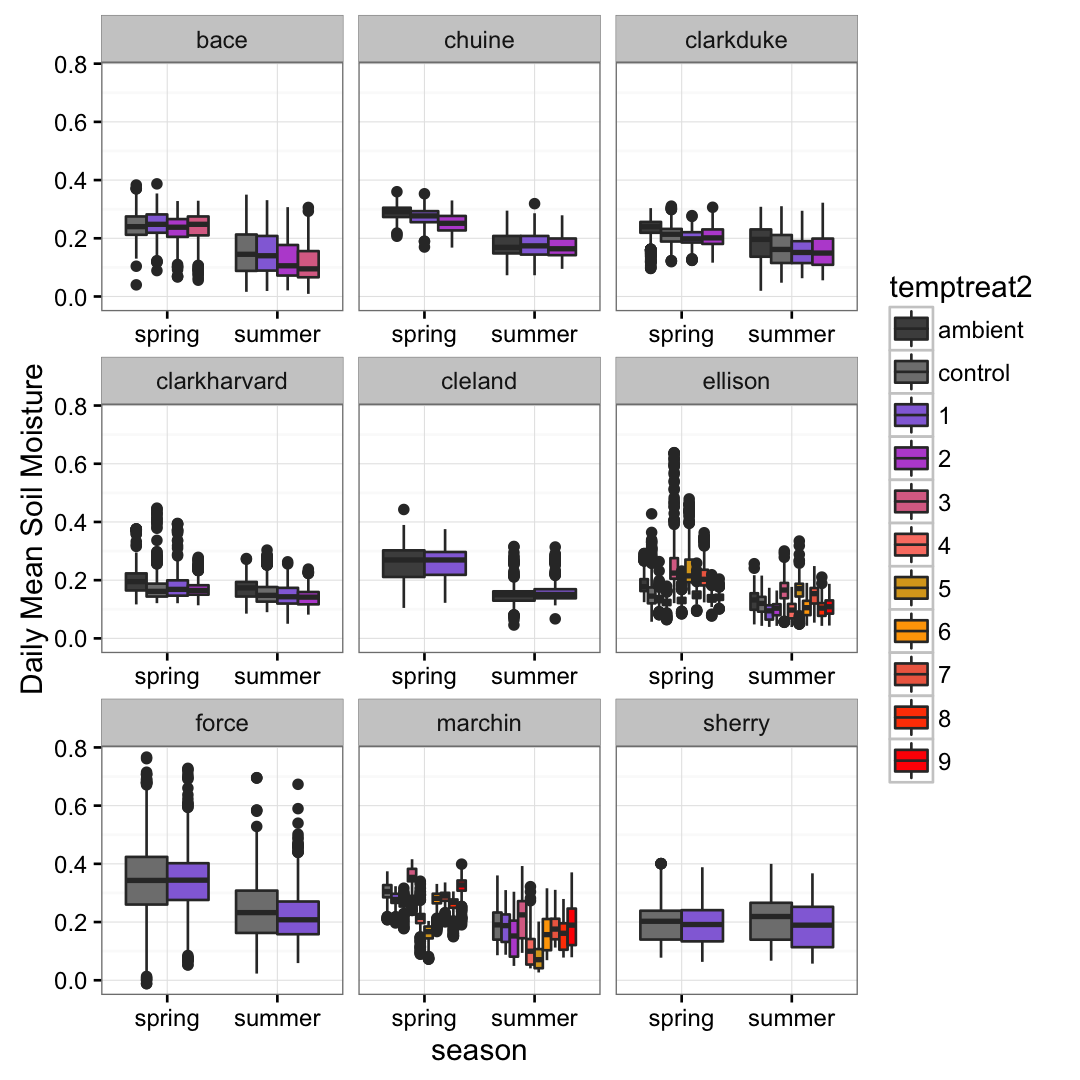 bace chuine clarkduke
0.8
0.6
0.4
0.2
0.0
spring summer spring summer spring summer
clarkharvard cleland ellison
0.8
0.6
0.4
0.2
0.0
spring summer spring summer spring summer
force marchin sherry
0.8
0.6
0.4
0.2
0.0
spring summer spring summer spring summer
season
Daily Mean Soil Moisture
temptreat2
ambient
control
1
2
3
4
5
6
7
8
9